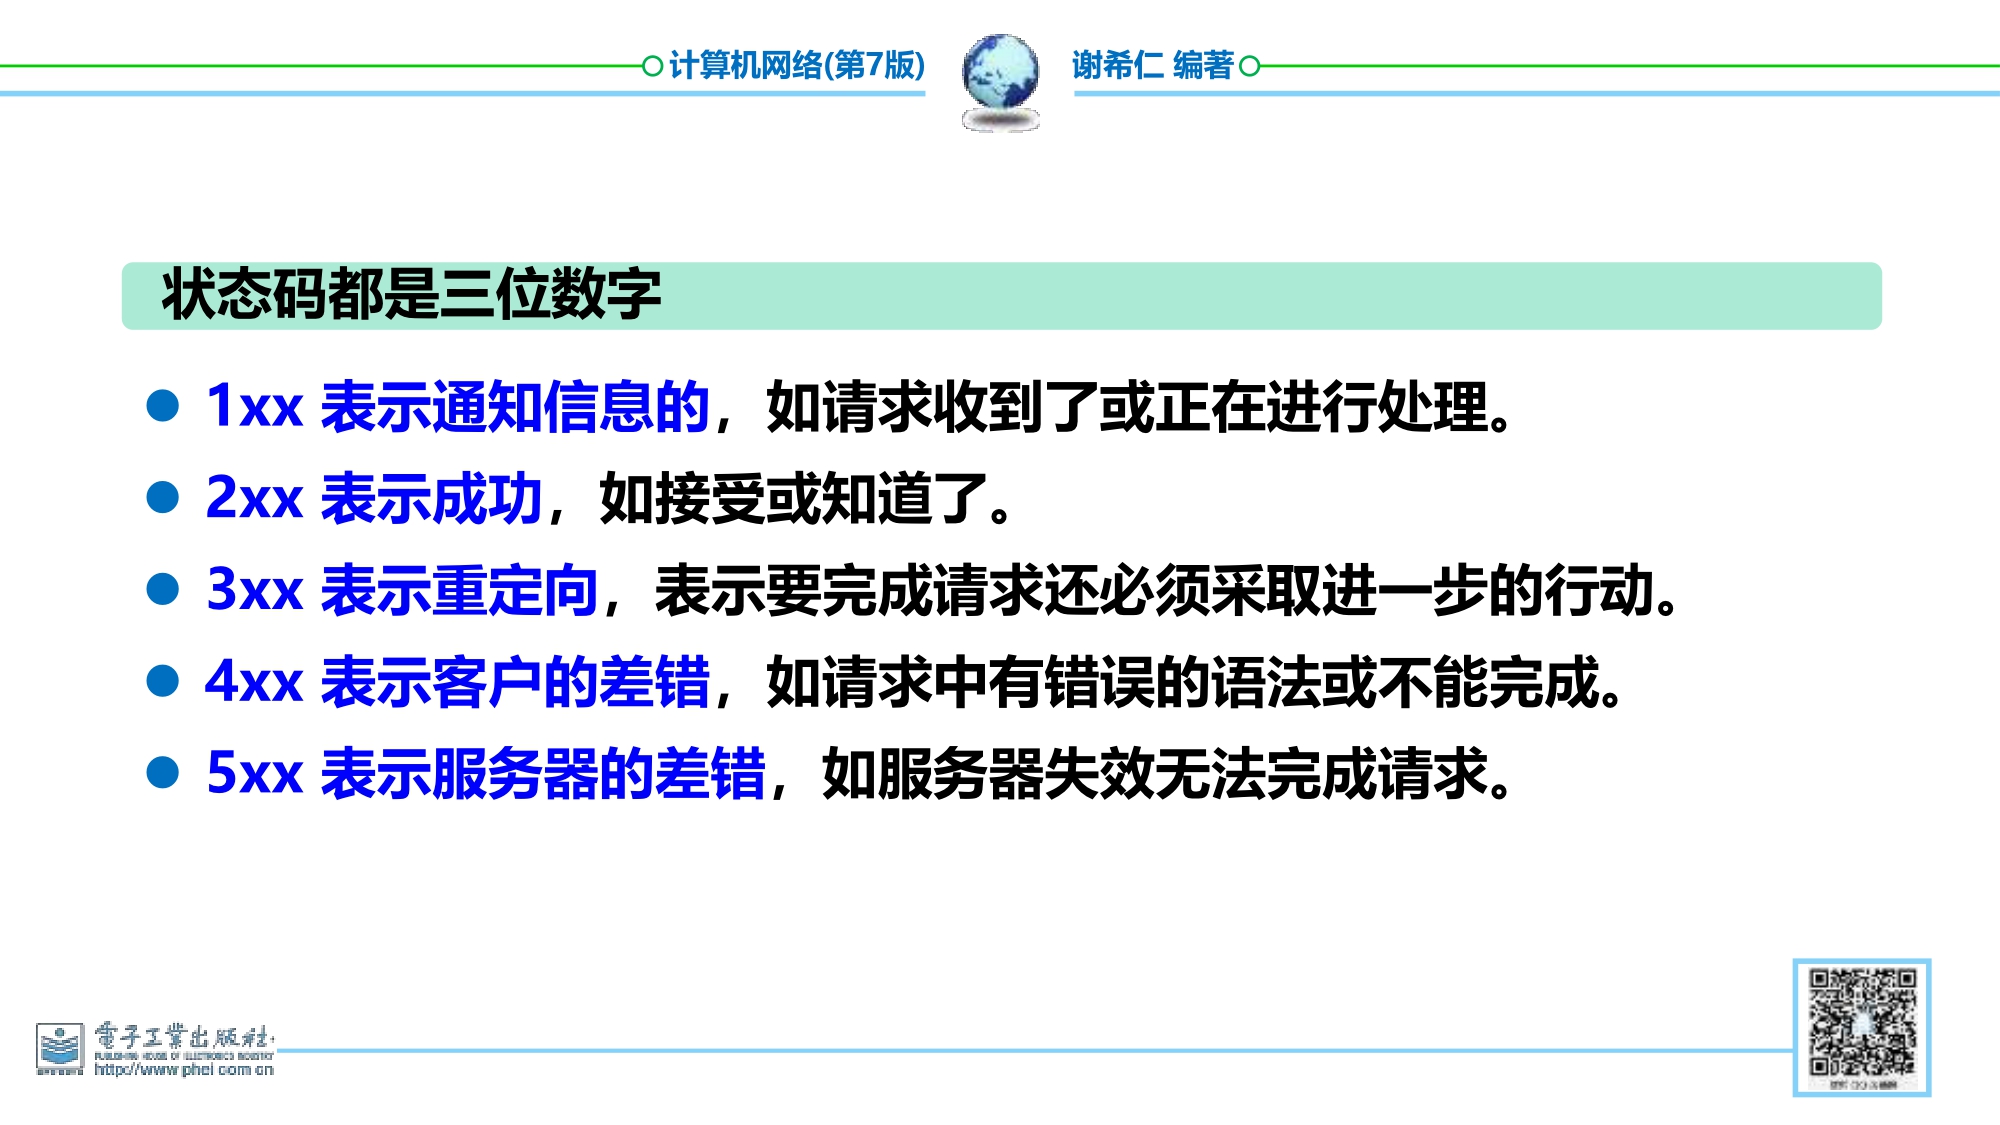 计算机网络(第7版)
谢希仁 编著
状态码都是三位数字
1xx 表示通知信息的，如请求收到了或正在进行处理。
2xx 表示成功，如接受或知道了。
3xx 表示重定向，表示要完成请求还必须采取进一步的行动。
4xx 表示客户的差错，如请求中有错误的语法或不能完成。
5xx 表示服务器的差错，如服务器失效无法完成请求。
電子工業出版社
PUBLISHING HOUSE OF ELECTRONICS INDUSTRY
http://www.phei.com.cn